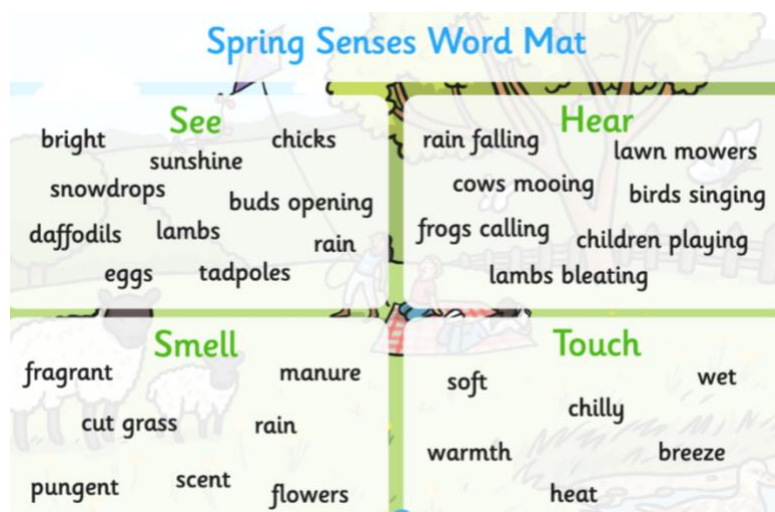 Spring Senses Word Mat
See
bright
chicks
sunshine
snowdrops
buds opening
daffodils
lambs
rain
eggs
tadpoles
Hear
rain falling
lawn mowers
cows mooing
birds singing
frogs calling
children playing
lambs bleating
Smell
fragrant
manure
cut grass
rain
pungent
scent
flowers
Touch
soft
wet
chilly
warmth
breeze
heat